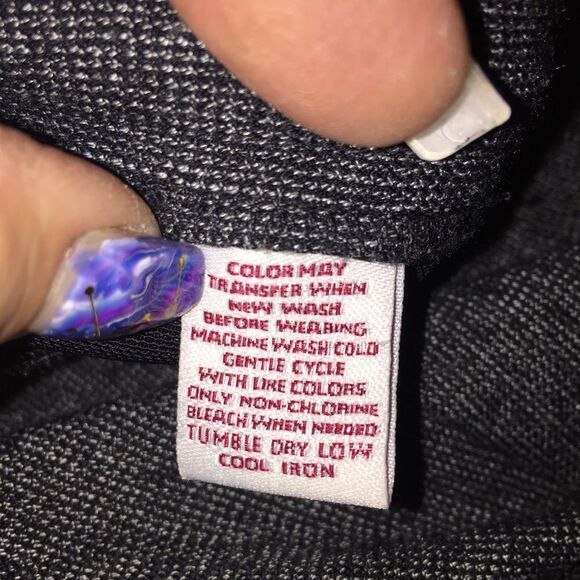 COLOR MAY
TRANSFER WHEN
NEW WASH
BEFORE WEARING
MACHINE WASH COLD
GENTLE CYCLE
WITH LIKE COLORS
ONLY NON-CHLORINE
BLEACH WHEN NEEDED
TUMBLE DRY LOW
COOL IRON